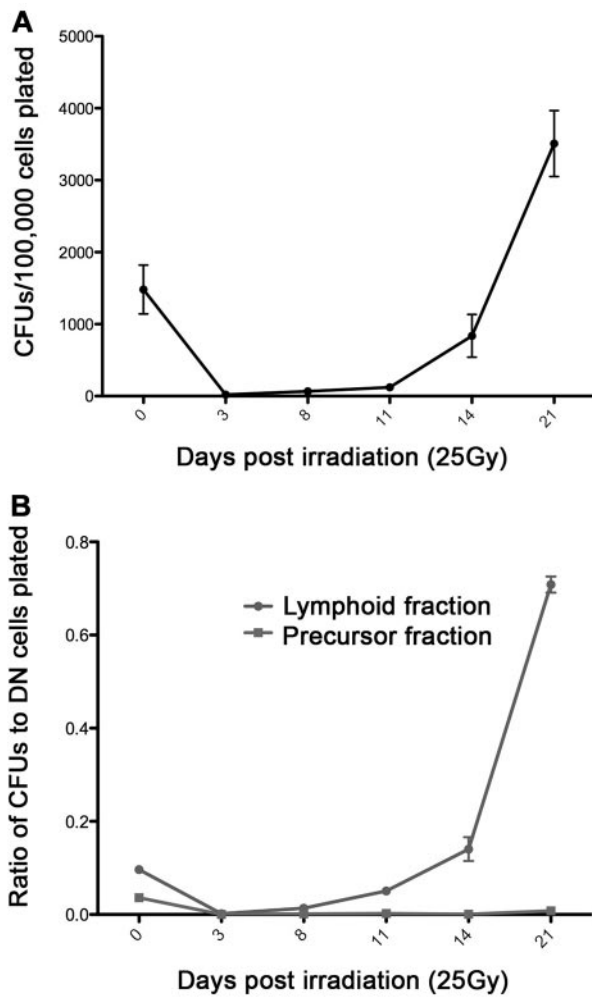 A
CFUs/100,000 cells plated
5000
4000
3000
2000
1000
0
0 3 8 11 14 21
Days post irradiation (25Gy)
B
Ratio of CFUs to DN cells plated
0.8
0.6
0.4
0.2
0.0
Lymphoid fraction
Precursor fraction
0 3 8 11 14 21
Days post irradiation (25Gy)